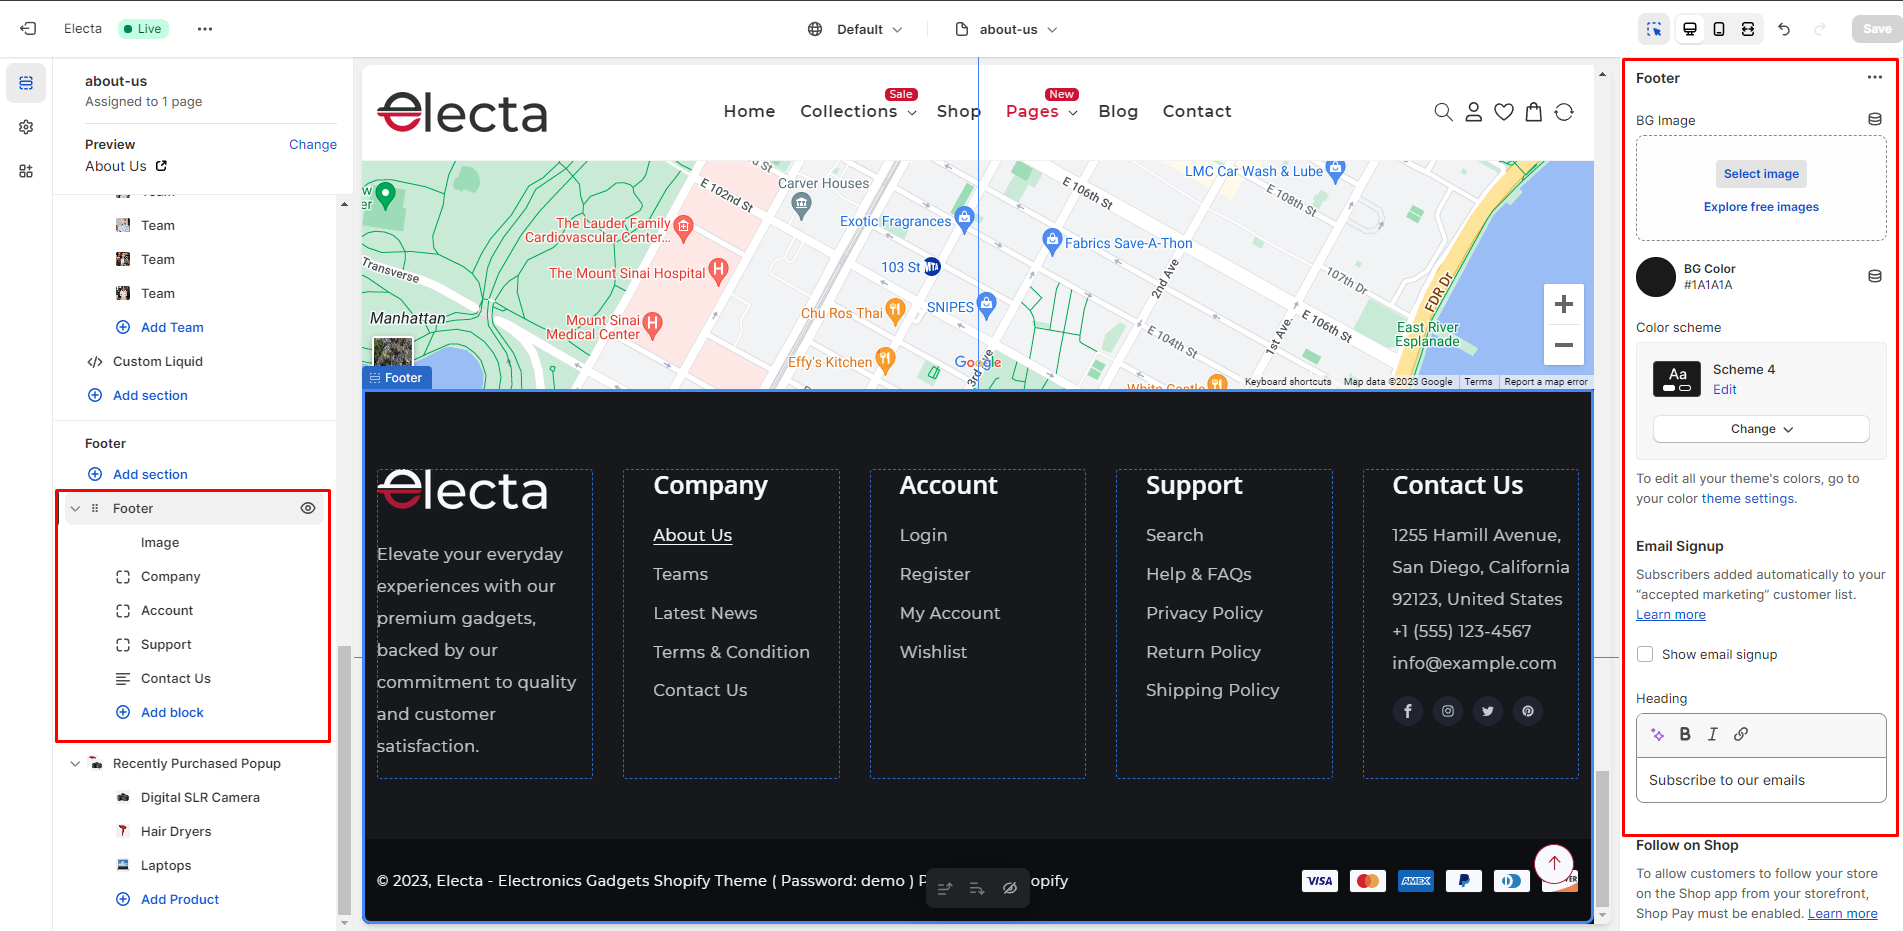 Electa
Live
Default
about-us
Save
about-us
Assigned to 1 page
Preview
Change
About Us
Team
Team
Team
Add Team
Custom Liquid
Add section
Footer
Add section
Footer
Image
Company
Account
Support
Contact Us
Add block
Recently Purchased Popup
Digital SLR Camera
Hair Dryers
Laptops
Add Product
electa
Home
Collections
Sale
Shop
Pages
New
Blog
Contact
E 102nd St
Carver Houses
LMC Car Wash & Lube
E 106th St
E 108th St
The Lauder Family
Cardiovascular Center...
Exotic Fragrances
Fabrics Save-A-Thon
Transverse
The Mount Sinai Hospital
103 St
MTA
2nd Ave
107th Dr
FDR Dr
Manhattan
Chu Ros Thai
SNIPES
Mount Sinai
Medical Center
E 106th St
East River
Esplanade
E 104th St
1st Ave.
Effy's Kitchen
Google
3rd Ave
White Castle
Keyboard shortcuts
Map data ©2023 Google
Terms
Report a map error
Footer
electa
Elevate your everyday
experiences with our
premium gadgets,
backed by our
commitment to quality
and customer
satisfaction.
Company
About Us
Teams
Latest News
Terms & Condition
Contact Us
Account
Login
Register
My Account
Wishlist
Support
Search
Help & FAQs
Privacy Policy
Return Policy
Shipping Policy
Contact Us
1255 Hamill Avenue,
San Diego, California
92123, United States
+1 (555) 123-4567
info@example.com
© 2023, Electa - Electronics Gadgets Shopify Theme ( Password: demo )
VISA
AMEX
Footer
BG Image
Select image
Explore free images
BG Color
#1A1A1A
Color scheme
Aa
Scheme 4
Edit
Change
To edit all your theme's colors, go to
your color theme settings.
Email Signup
Subscribers added automatically to your
“accepted marketing” customer list.
Learn more
Show email signup
Heading
B I
Subscribe to our emails
Follow on Shop
To allow customers to follow your store
on the Shop app from your storefront,
Shop Pay must be enabled. Learn more